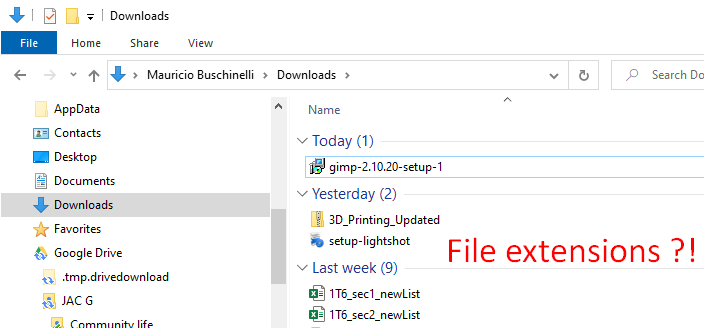 Downloads
File
Home
Share
View
Mauricio Buschinelli
Downloads
Search Do
AppData
Contacts
Desktop
Documents
Downloads
Favorites
Google Drive
.tmp.drivedownload
JAC G
Community life
Name
Today (1)
gimp-2.10.20-setup-1
Yesterday (2)
3D_Printing_Updated
setup-lightshot
File extensions ?!
Last week (9)
1T6_sec1_newList
1T6_sec2_newList